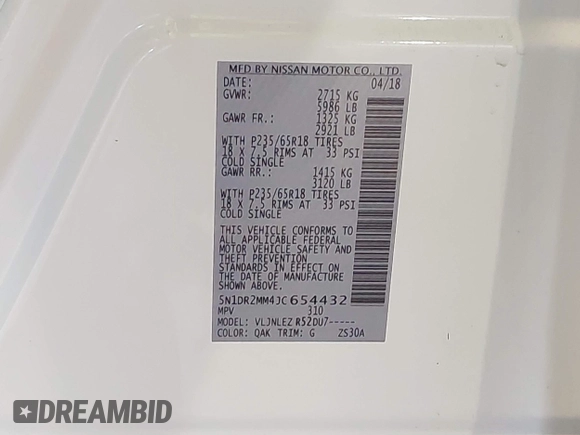 MFD BY NISSAN MOTOR CO., LTD.
DATE: 04/18
GVWR: 2715 KG
5986 LB
GAWR FR.: 1325 KG
2921 LB
WITH P235/65R18 TIRES
18 X 7.5 RIMS AT 33 PSI
COLD SINGLE
GAWR RR.: 1415 KG
3120 LB
WITH P235/65R18 TIRES
18 X 7.5 RIMS AT 33 PSI
COLD SINGLE
THIS VEHICLE CONFORMS TO
ALL APPLICABLE FEDERAL
MOTOR VEHICLE SAFETY AND
THEFT PREVENTION
STANDARDS IN EFFECT ON
THE DATE OF MANUFACTURE
SHOWN ABOVE
5N1DR2MM4JC654432
MPV 310
MODEL: VLJNLEZ R52DU7-----
COLOR: QAK TRIM: G ZS30A
DREAMBID